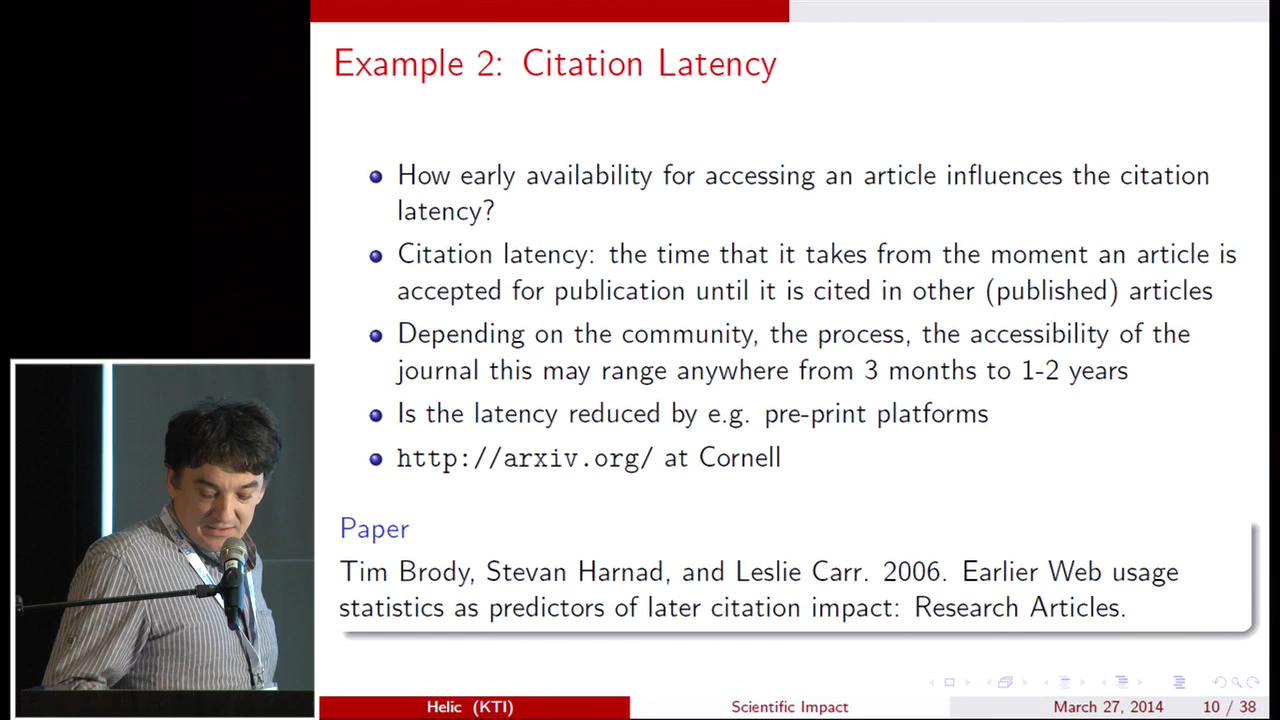 Example 2: Citation Latency
How early availability for accessing an article influences the citation
latency?
Citation latency: the time that it takes from the moment an article is
accepted for publication until it is cited in other (published) articles
Depending on the community, the process, the accessibility of the
journal this may range anywhere from 3 months to 1-2 years
Is the latency reduced by e.g. pre-print platforms
http://arxiv.org/ at Cornell
Paper
Tim Brody, Stevan Harnad, and Leslie Carr. 2006. Earlier Web usage
statistics as predictors of later citation impact: Research Articles.
Helic (KTI) Scientific Impact March 27, 2014 10 / 38